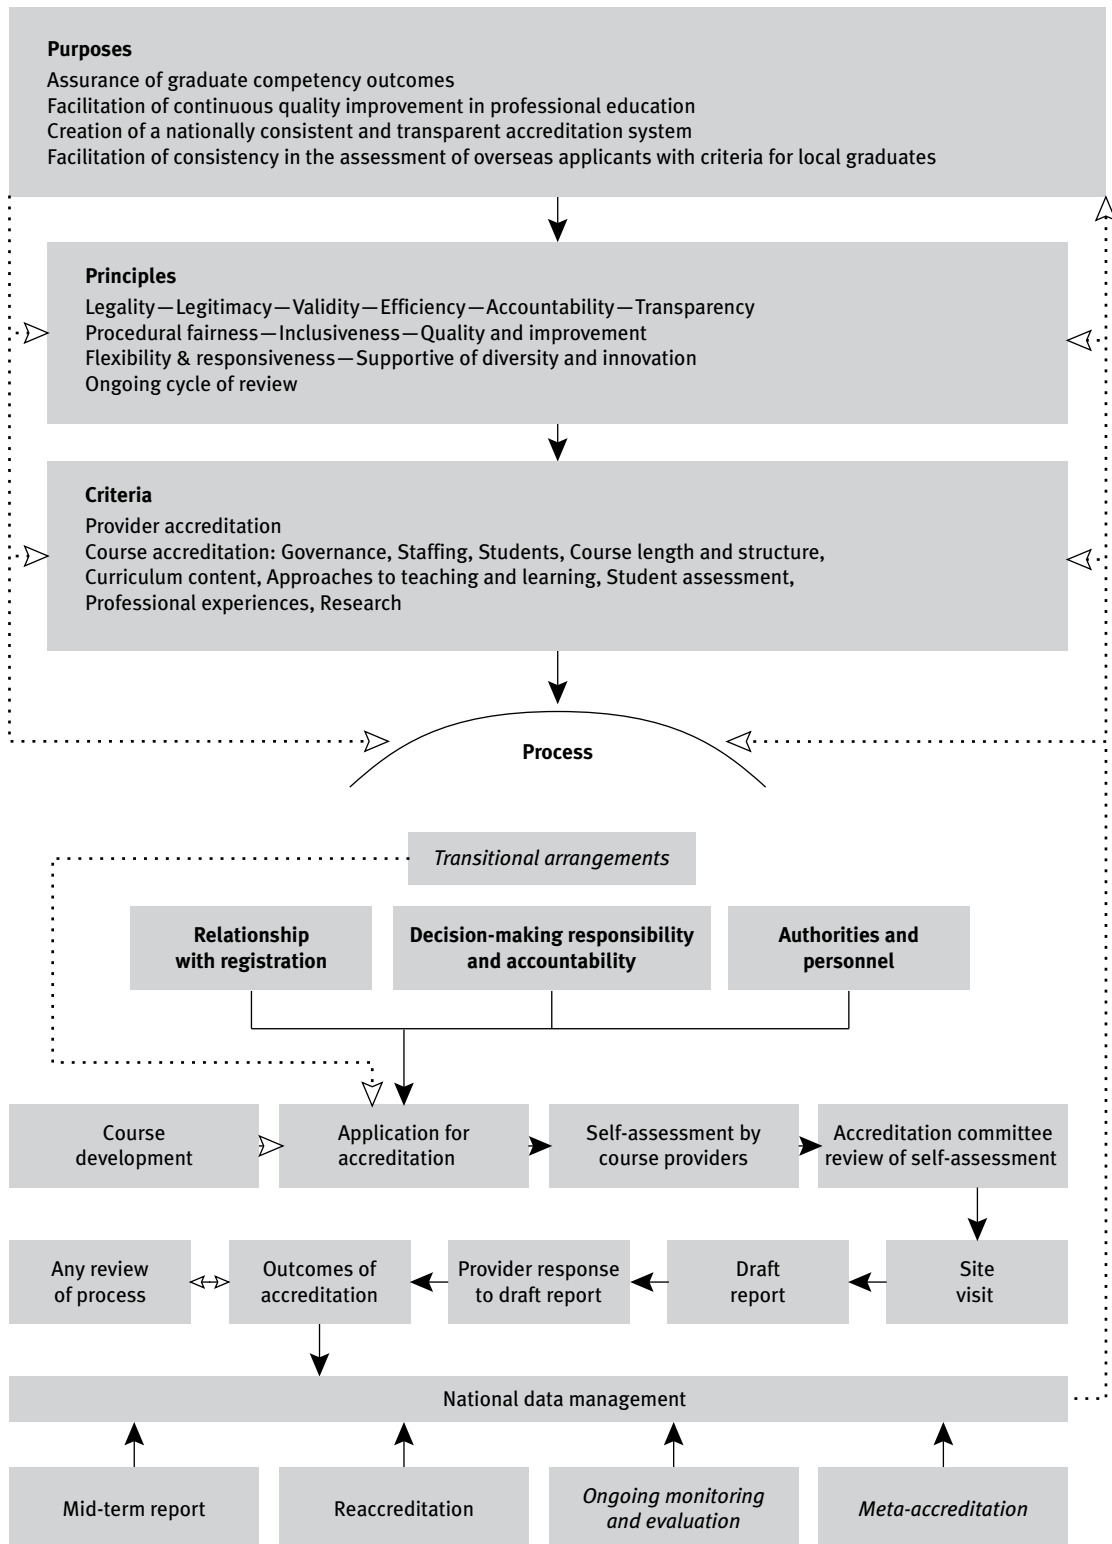 Purposes
Assurance of graduate competency outcomes
Facilitation of continuous quality improvement in professional education
Creation of a nationally consistent and transparent accreditation system
Facilitation of consistency in the assessment of overseas applicants with criteria for local graduates
Principles
Legality—Legitimacy—Validity—Efficiency—Accountability—Transparency
Procedural fairness—Inclusiveness—Quality and improvement
Flexibility & responsiveness—Supportive of diversity and innovation
Ongoing cycle of review
Criteria
Provider accreditation
Course accreditation: Governance, Staffing, Students, Course length and structure,
Curriculum content, Approaches to teaching and learning, Student assessment,
Professional experiences, Research
Process
Transitional arrangements
Relationship
with registration
Decision-making responsibility
and accountability
Authorities and
personnel
Course
development
Application for
accreditation
Self-assessment by
course providers
Accreditation committee
review of self-assessment
Any review
of process
Outcomes of
accreditation
Provider response
to draft report
Draft
report
Site
visit
National data management
Mid-term report
Reaccreditation
Ongoing monitoring
and evaluation
Meta-accreditation